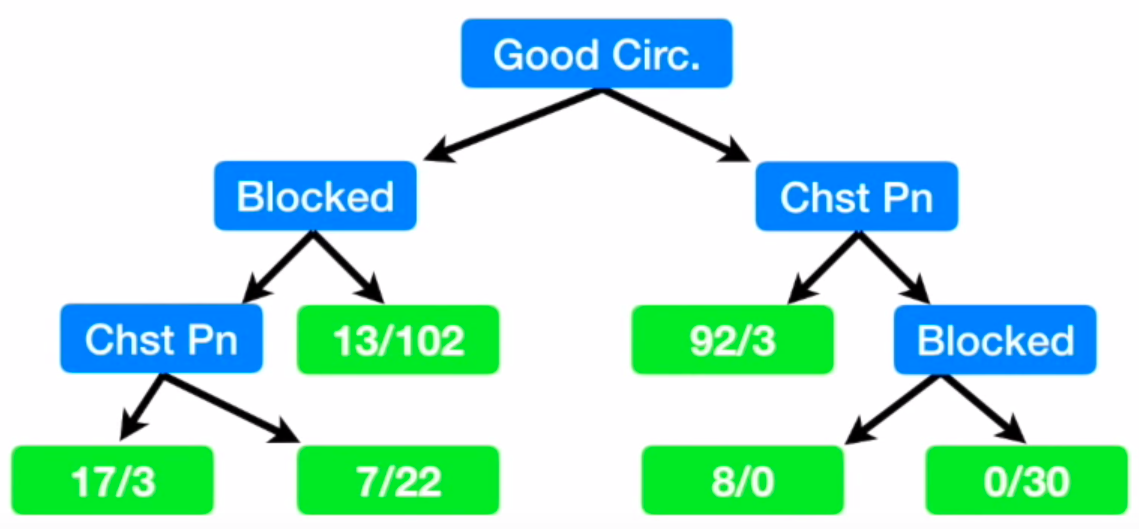 Good Circ.
Blocked
Chst Pn
Chst Pn
13/102
92/3
Blocked
17/3
7/22
8/0
0/30